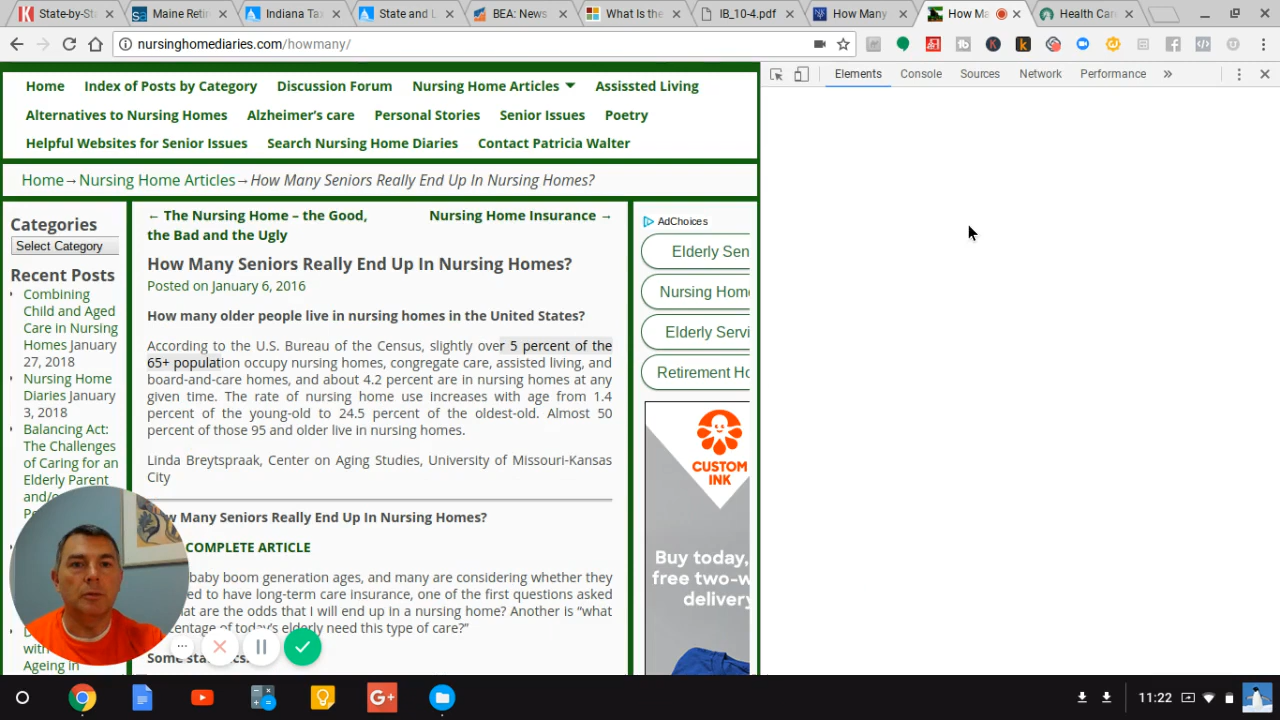 State-by-St
Maine Reti
Indiana Ta
State and L
BEA: News
What Is the
IB_10-4.pdf
How Many
How Ma
Health Car
nursinghomediaries.com/howmany/
Elements Console Sources Network Performance »
Home Index of Posts by Category Discussion Forum Nursing Home Articles Assissted Living
Alternatives to Nursing Homes Alzheimer's care Personal Stories Senior Issues Poetry
Helpful Websites for Senior Issues Search Nursing Home Diaries Contact Patricia Walter
Home→Nursing Home Articles→How Many Seniors Really End Up In Nursing Homes?
Categories
Select Category
Recent Posts
Combining
Child and Aged
Care in Nursing
Homes January
27, 2018
Nursing Home
Diaries January
3, 2018
Balancing Act:
The Challenges
of Caring for an
Elderly Parent
with
Ageing in
← The Nursing Home – the Good,
the Bad and the Ugly
Nursing Home Insurance →
How Many Seniors Really End Up In Nursing Homes?
Posted on January 6, 2016
How many older people live in nursing homes in the United States?
According to the U.S. Bureau of the Census, slightly over 5 percent of the
65+ population occupy nursing homes, congregate care, assisted living, and
board-and-care homes, and about 4.2 percent are in nursing homes at any
given time. The rate of nursing home use increases with age from 1.4
percent of the young-old to 24.5 percent of the oldest-old. Almost 50
percent of those 95 and older live in nursing homes.
Linda Breytspraak, Center on Aging Studies, University of Missouri-Kansas
City
w Many Seniors Really End Up In Nursing Homes?
COMPLETE ARTICLE
baby boom generation ages, and many are considering whether they
ed to have long-term care insurance, one of the first questions asked
at are the odds that I will end up in a nursing home? Another is “what
centage of today's elderly need this type of care?”
Some statistics:
AdChoices
Elderly Sen
Nursing Hom
Elderly Servi
Retirement Ho
CUSTOM
INK
Buy today,
free two-w
delivery
11:22